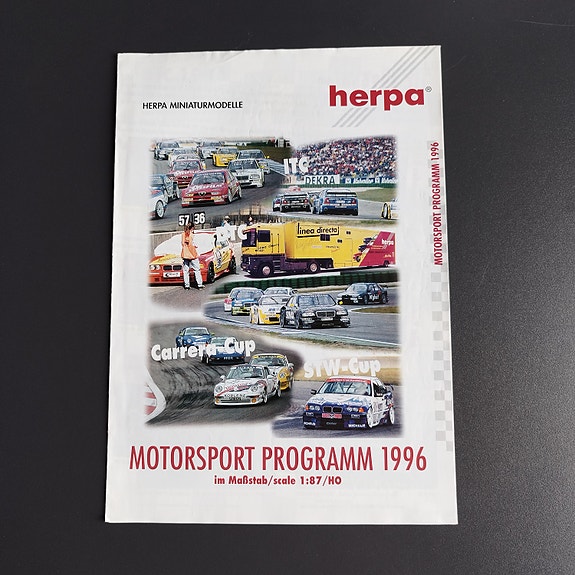 herpa®
HERPA MINIATURMODELLE
MOTORSPORT PROGRAMM 1996
ITC
DEKRA
57 36
linea directa
herpa
Carrera-Cup
STW-Cup
MOTORSPORT PROGRAMM 1996
im Maßstab/scale 1:87/HO